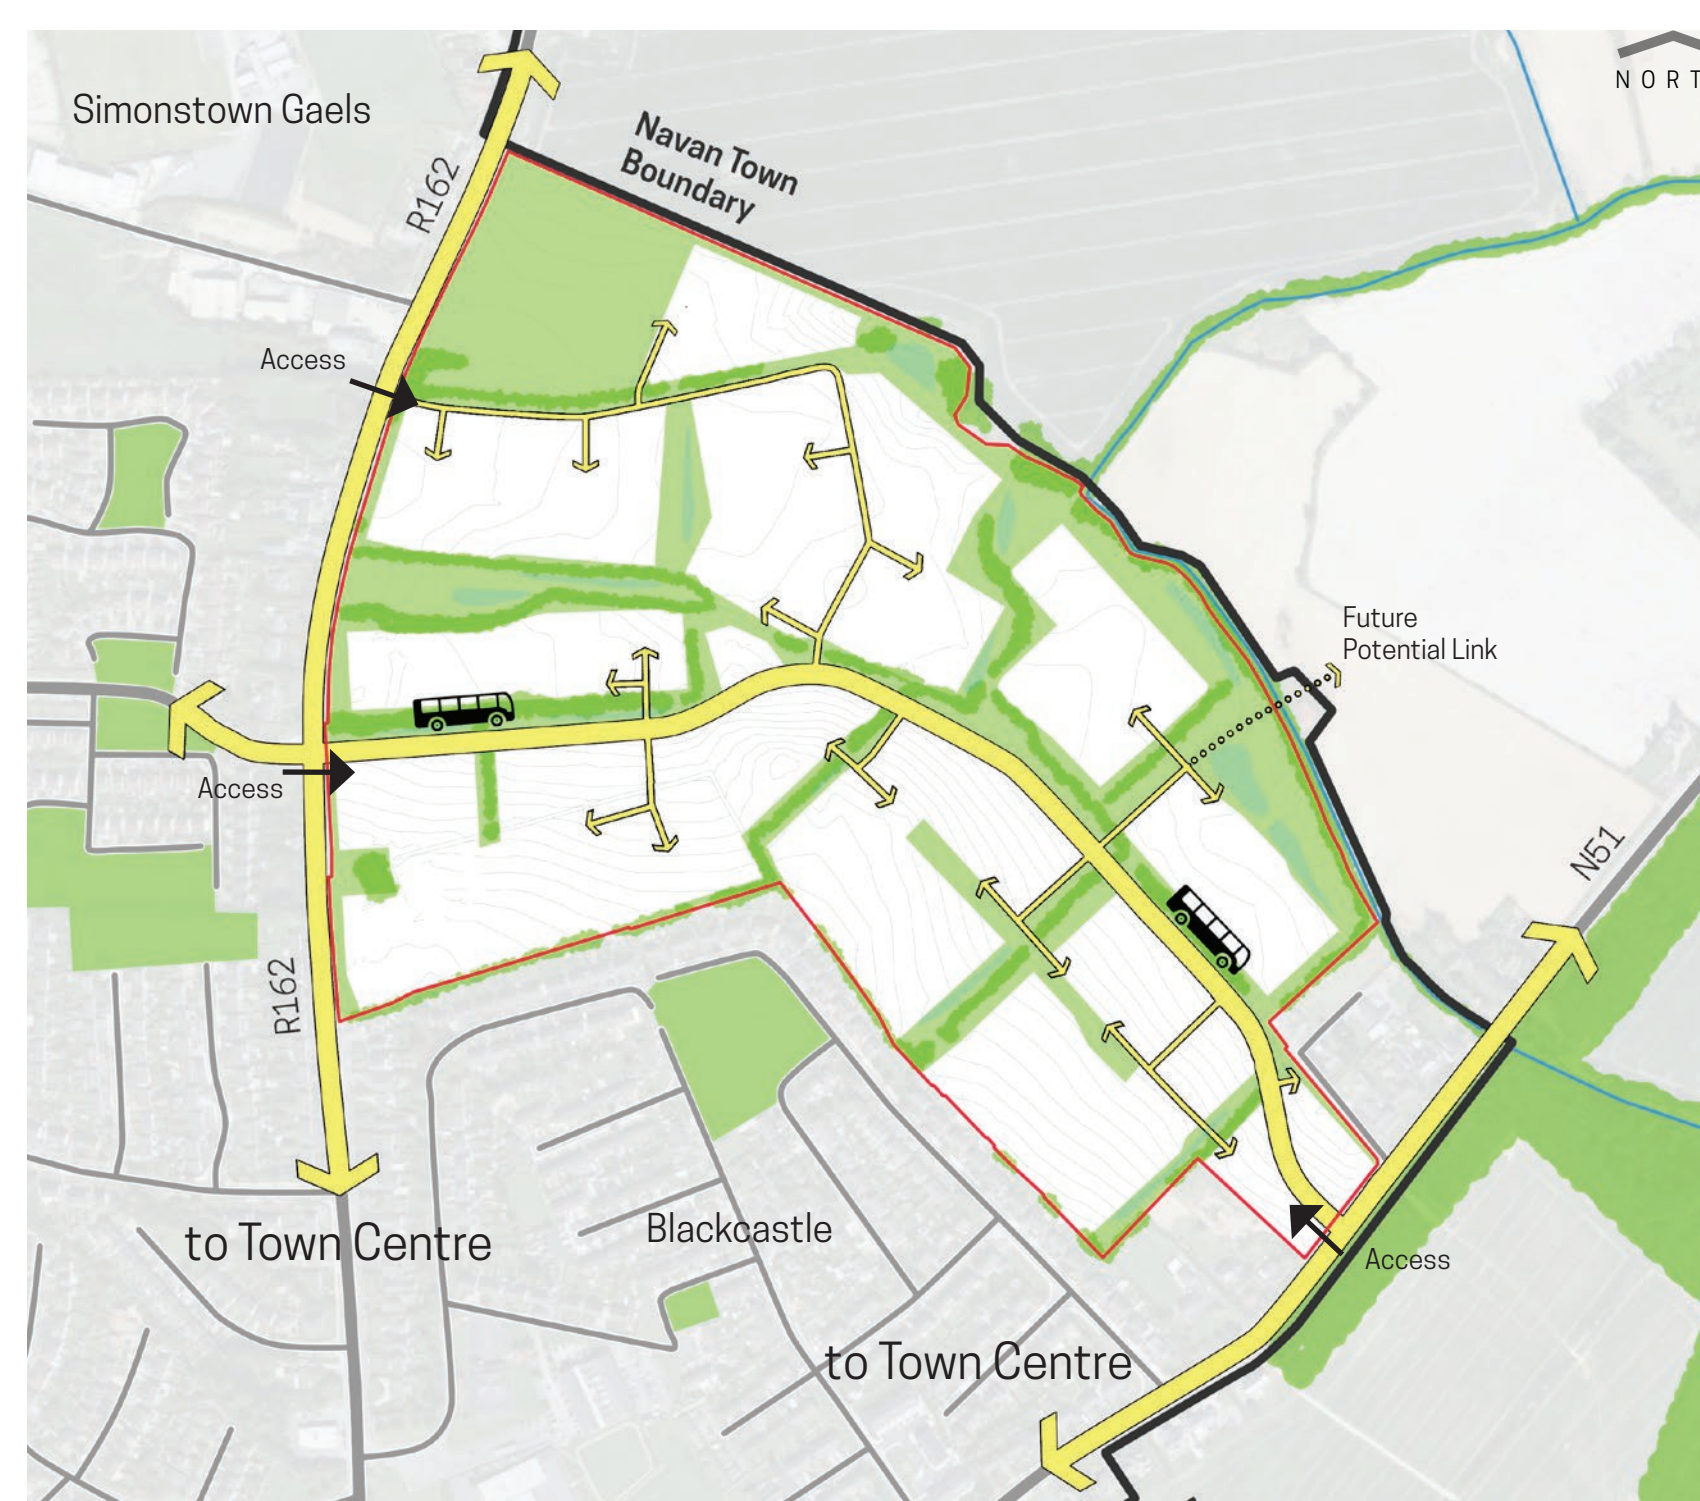 NORT
Simonstown Gaels
Navan Town
Boundary
R162
Access
Future
Potential Link
Access
N51
R162
to Town Centre
Blackcastle
Access
to Town Centre